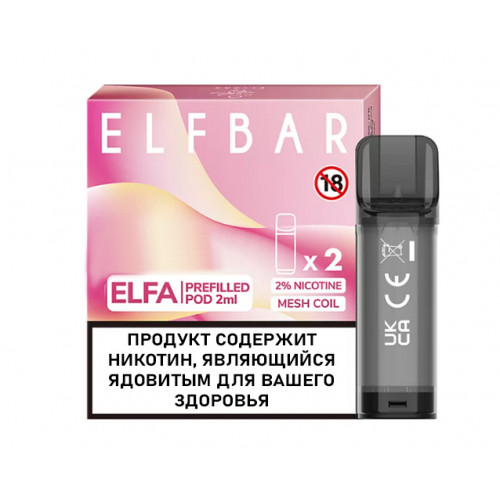 ELFBAR
18
x 2
ELFA
PREFILLED
POD 2ml
2% NICOTINE
MESH COIL
ПРОДУКТ СОДЕРЖИТ
НИКОТИН, ЯВЛЯЮЩИЙСЯ
ЯДОВИТЫМ ДЛЯ ВАШЕГО
ЗДОРОВЬЯ
CE
UK
CA